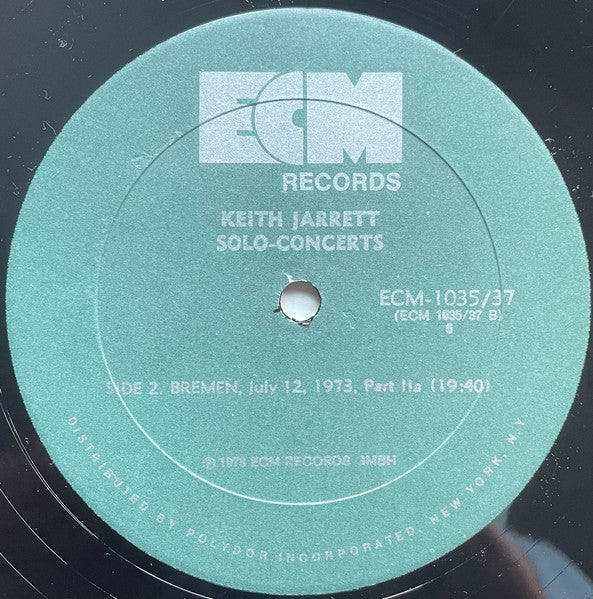 ECM
RECORDS
KEITH JARRETT
SOLO-CONCERTS
ECM-1035/37
(ECM 1035/37 B)
6
SIDE 2. BREMEN, July 12, 1973, Part IIa (19:40)
℗ 1973 ECM RECORDS GMBH
DISTRIBUTED BY POLYDOR INCORPORATED, NEW YORK, N.Y.